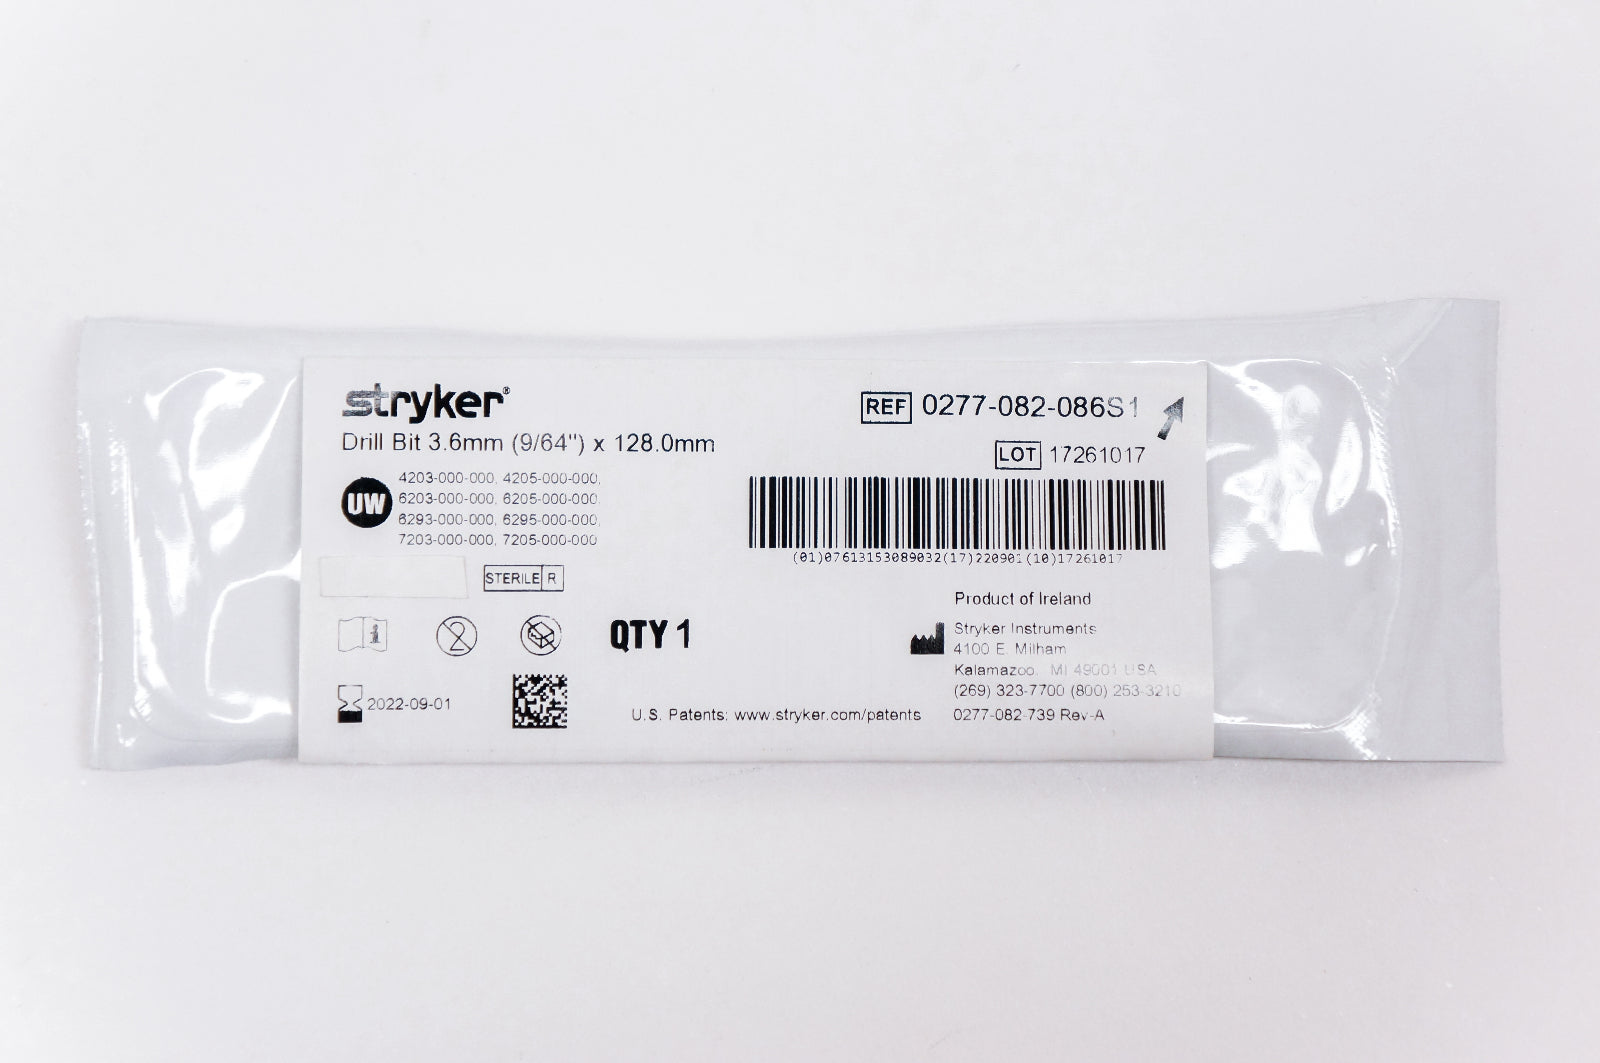 stryker®
Drill Bit 3.6mm (9/64") x 128.0mm
UW
4203-000-000, 4205-000-000,
6203-000-000, 6205-000-000,
6293-000-000, 6295-000-000,
7203-000-000, 7205-000-000
STERILE R
2
QTY 1
2022-09-01
REF 0277-082-086S1
LOT 17261017
(01)07613153089032(17)220901(10)17261017
Product of Ireland
Stryker Instruments
4100 E. Milham
Kalamazoo, MI 49001 USA
(269) 323-7700 (800) 253-3210
U.S. Patents: www.stryker.com/patents
0277-082-739 Rev-A